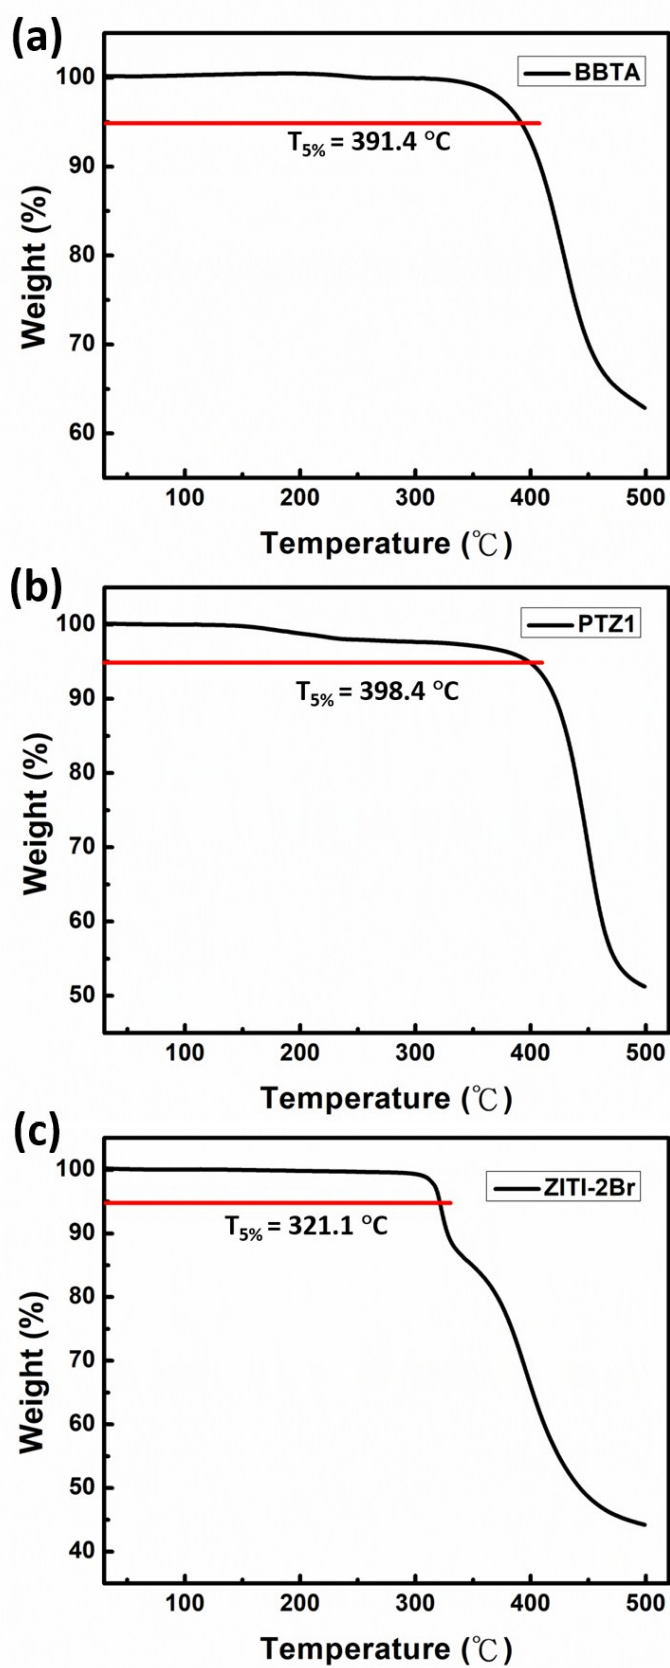 (a)
BBTA
T5% = 391.4 °C
100
90
80
70
60
Weight (%)
100 200 300 400 500
Temperature (℃)
(b)
PTZ1
T5% = 398.4 °C
100
90
80
70
60
50
Weight (%)
100 200 300 400 500
Temperature (℃)
(c)
ZITI-2Br
T5% = 321.1 °C
100
90
80
70
60
50
40
Weight (%)
100 200 300 400 500
Temperature (℃)